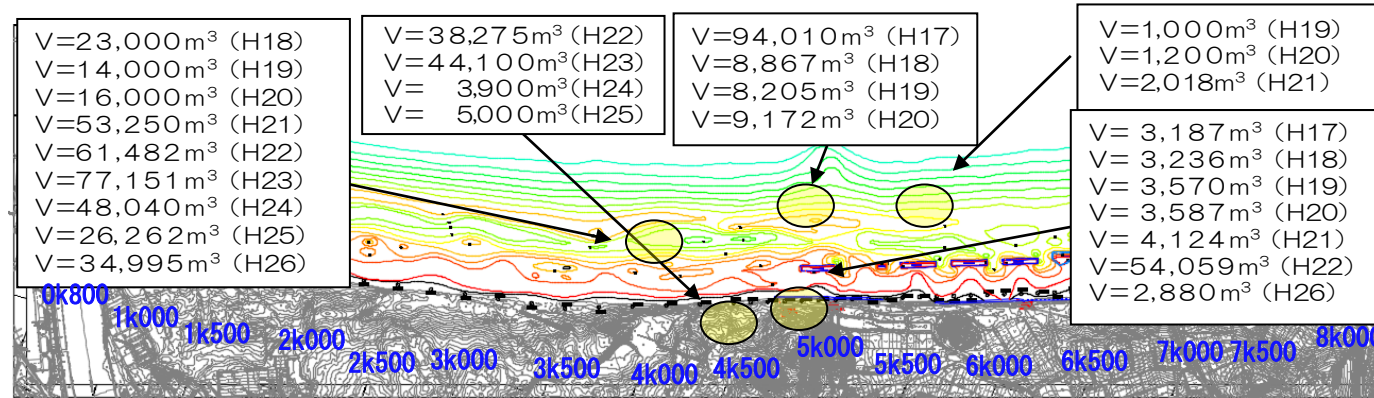 V=23,000m³ (H18)
V=14,000m³ (H19)
V=16,000m³ (H20)
V=53,250m³ (H21)
V=61,482m³ (H22)
V=77,151m³ (H23)
V=48,040m³ (H24)
V=26,262m³ (H25)
V=34,995m³ (H26)
V=38,275m³ (H22)
V=44,100m³ (H23)
V= 3,900m³ (H24)
V= 5,000m³ (H25)
V=94,010m³ (H17)
V=8,867m³ (H18)
V=8,205m³ (H19)
V=9,172m³ (H20)
V=1,000m³ (H19)
V=1,200m³ (H20)
V=2,018m³ (H21)
V= 3,187m³ (H17)
V= 3,236m³ (H18)
V= 3,570m³ (H19)
V= 3,587m³ (H20)
V= 4,124m³ (H21)
V=54,059m³ (H22)
V=2,880m³ (H26)
0k800
1k000
1k500
2k000
2k500
3k000
3k500
4k000
4k500
5k000
5k500
6k000
6k500
7k000
7k500
8k000